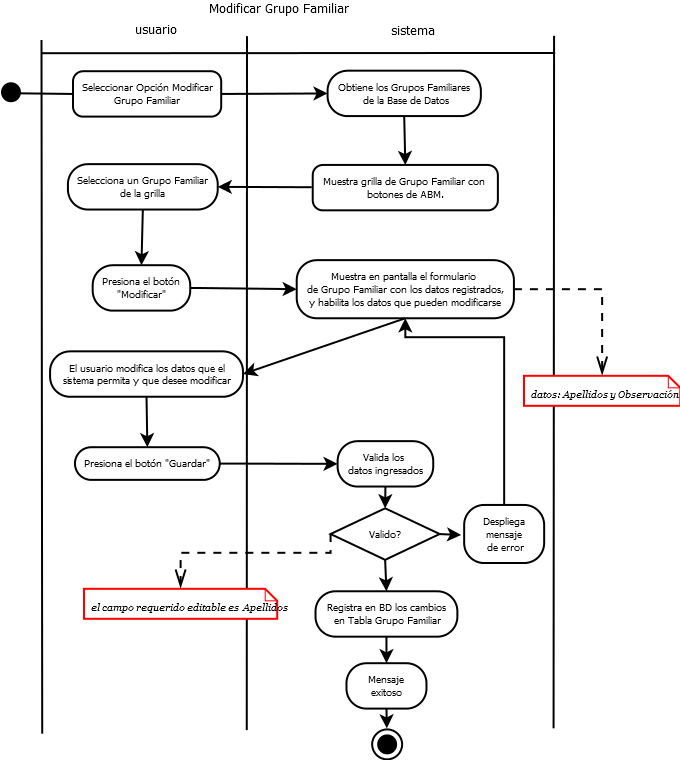 Modificar Grupo Familiar
usuario
sistema
Seleccionar Opción Modificar
Grupo Familiar
Obtiene los Grupos Familiares
de la Base de Datos
Selecciona un Grupo Familiar
de la grilla
Muestra grilla de Grupo Familiar con
botones de ABM.
Presiona el botón
"Modificar"
Muestra en pantalla el formulario
de Grupo Familiar con los datos registrados,
y habilita los datos que pueden modificarse
El usuario modifica los datos que el
sistema permita y que desee modificar
datos: Apellidos y Observación
Presiona el botón "Guardar"
Valida los
datos ingresados
Valido?
Despliega
mensaje
de error
el campo requerido editable es Apellidos
Registra en BD los cambios
en Tabla Grupo Familiar
Mensaje
exitoso